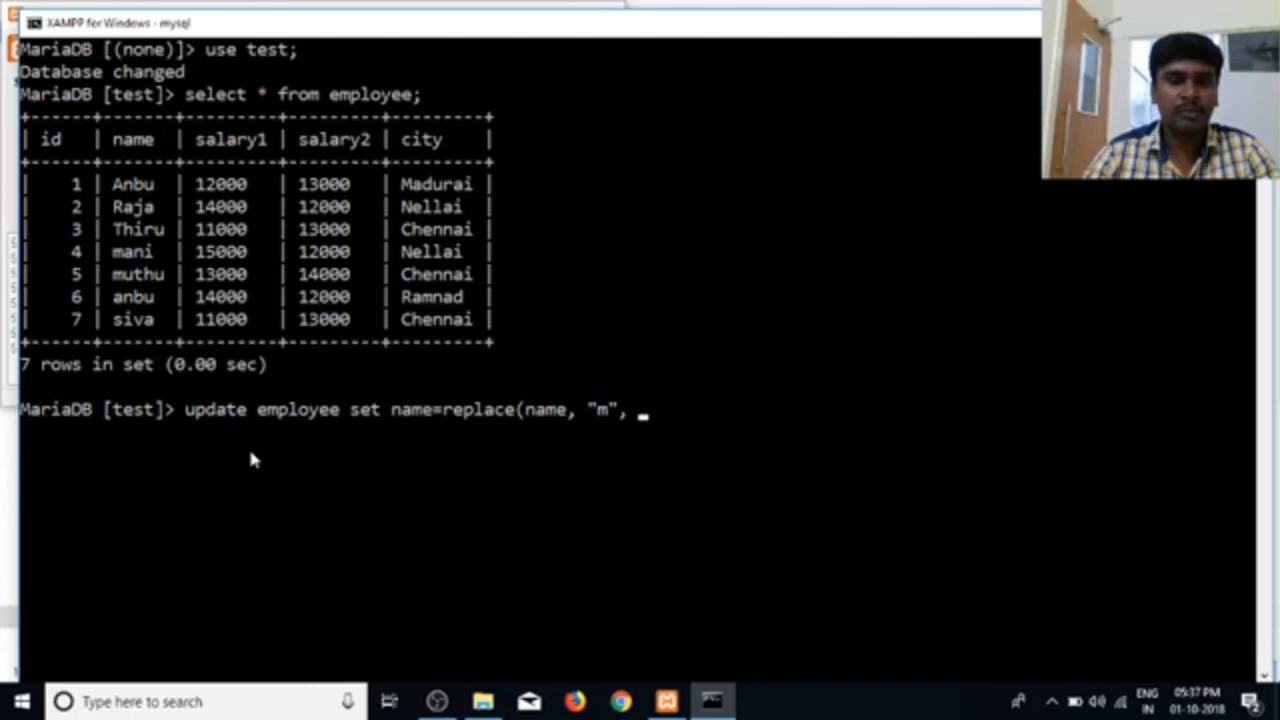 XAMPP for Windows - mysql
MariaDB [(none)]> use test;
Database changed
MariaDB [test]> select * from employee;
+------+-------+---------+---------+---------+
| id | name | salary1 | salary2 | city |
+------+-------+---------+---------+---------+
| 1 | Anbu | 12000 | 13000 | Madurai |
| 2 | Raja | 14000 | 12000 | Nellai |
| 3 | Thiru | 11000 | 13000 | Chennai |
| 4 | mani | 15000 | 12000 | Nellai |
| 5 | muthu | 13000 | 14000 | Chennai |
| 6 | anbu | 14000 | 12000 | Ramnad |
| 7 | siva | 11000 | 13000 | Chennai |
+------+-------+---------+---------+---------+
7 rows in set (0.00 sec)
MariaDB [test]> update employee set name=replace(name, "m", _
Type here to search
ENG
IN
05:37 PM
01-10-2018
2